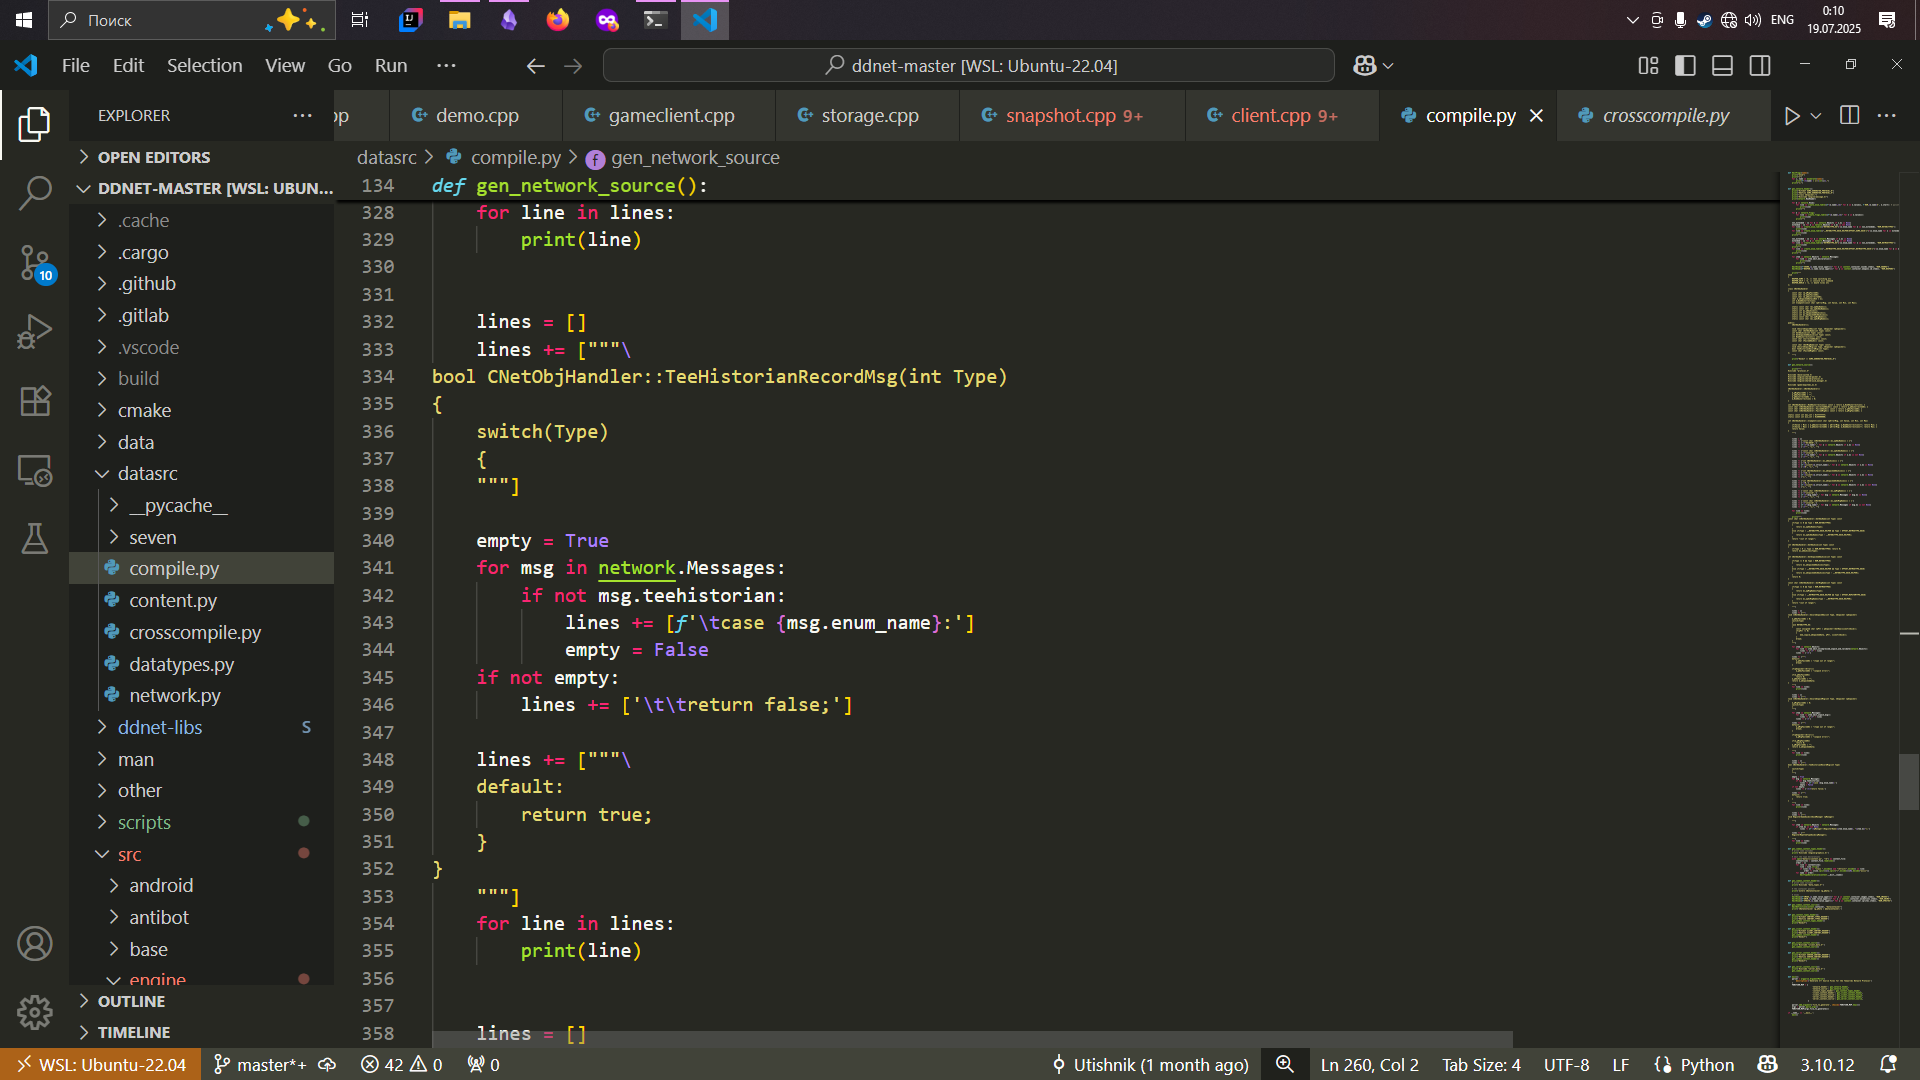 Поиск
ENG
0:10
19.07.2025
File Edit Selection View Go Run ···
ddnet-master [WSL: Ubuntu-22.04]
EXPLORER
pp
demo.cpp
gameclient.cpp
storage.cpp
snapshot.cpp 9+
client.cpp 9+
compile.py
crosscompile.py
OPEN EDITORS
DDNET-MASTER [WSL: UBUN...
.cache
.cargo
.github
.gitlab
.vscode
build
cmake
data
datasrc
__pycache__
seven
compile.py
content.py
crosscompile.py
datatypes.py
network.py
ddnet-libs S
man
other
scripts
src
android
antibot
base
engine
OUTLINE
TIMELINE
10
datasrc > compile.py > gen_network_source
134 def gen_network_source():
328 for line in lines:
329 print(line)
330
331
332 lines = []
333 lines += ["""\
334 bool CNetObjHandler::TeeHistorianRecordMsg(int Type)
335 {
336 switch(Type)
337 {
338 """]
339
340 empty = True
341 for msg in network.Messages:
342 if not msg.teehistorian:
343 lines += [f'\tcase {msg.enum_name}:']
344 empty = False
345 if not empty:
346 lines += ['\t\treturn false;']
347
348 lines += ["""\
349 default:
350 return true;
351 }
352 }
353 """]
354 for line in lines:
355 print(line)
356
357
358 lines = []
WSL: Ubuntu-22.04
master*+
42 0
0
Utishnik (1 month ago)
Ln 260, Col 2
Tab Size: 4
UTF-8
LF
Python
3.10.12